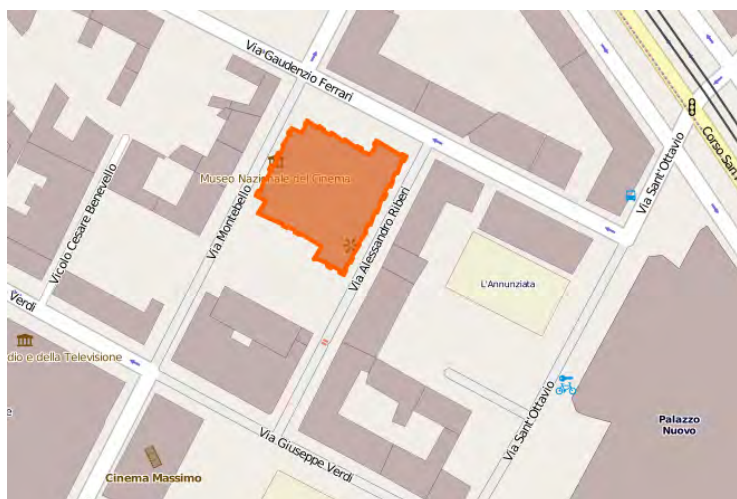 Via Gaudenzio Ferrari
Museo Nazionale del Cinema
Via Montebello
Vicolo Cesare Benevello
Via Alessandro Riberi
Via Sant'Ottavio
Corso San
L'Annunziata
Verdi
dio e della Televisione
Via Sant'Ottavio
Palazzo
Nuovo
Via Giuseppe Verdi
Cinema Massimo